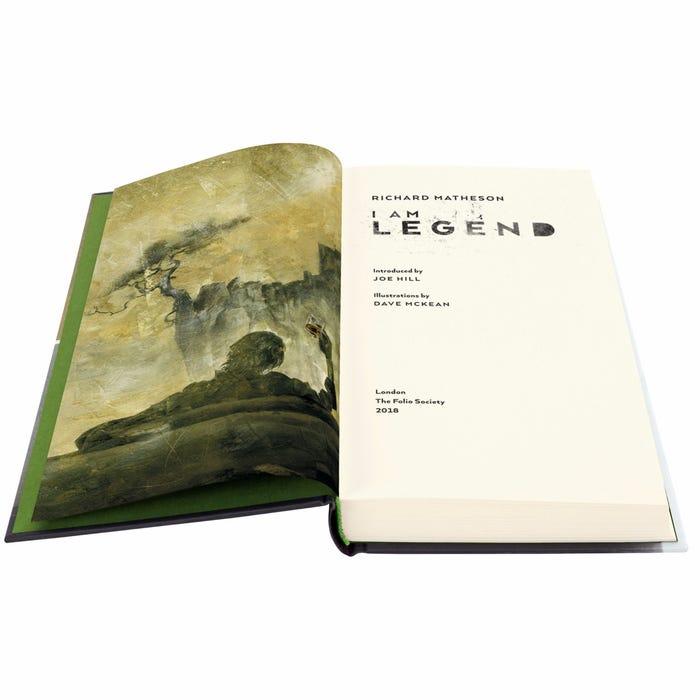 RICHARD MATHESON
I AM
LEGEND
Introduced by
JOE HILL
Illustrations by
DAVE MCKEAN
London
The Folio Society
2018